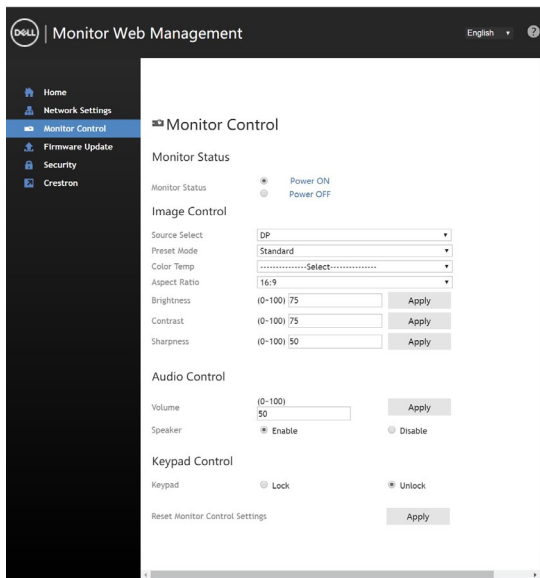 DELL | Monitor Web Management
English
?
Home
Network Settings
Monitor Control
Firmware Update
Security
Crestron
Monitor Control
Monitor Status
Monitor Status Power ON
Power OFF
Image Control
Source Select DP
Preset Mode Standard
Color Temp ---------------Select---------------
Aspect Ratio 16:9
Brightness (0~100) 75 Apply
Contrast (0~100) 75 Apply
Sharpness (0~100) 50 Apply
Audio Control
(0~100)
Volume 50 Apply
Speaker Enable Disable
Keypad Control
Keypad Lock Unlock
Reset Monitor Control Settings Apply